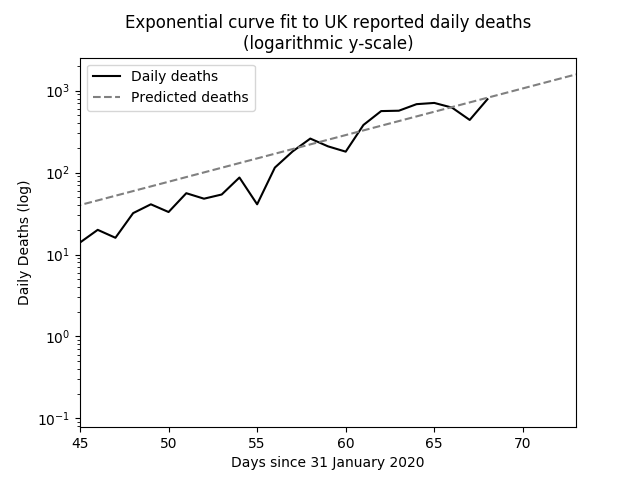 Exponential curve fit to UK reported daily deaths
(logarithmic y-scale)
Daily deaths
Predicted deaths
Daily Deaths (log)
10³
10²
10¹
10⁰
10⁻¹
45 50 55 60 65 70
Days since 31 January 2020